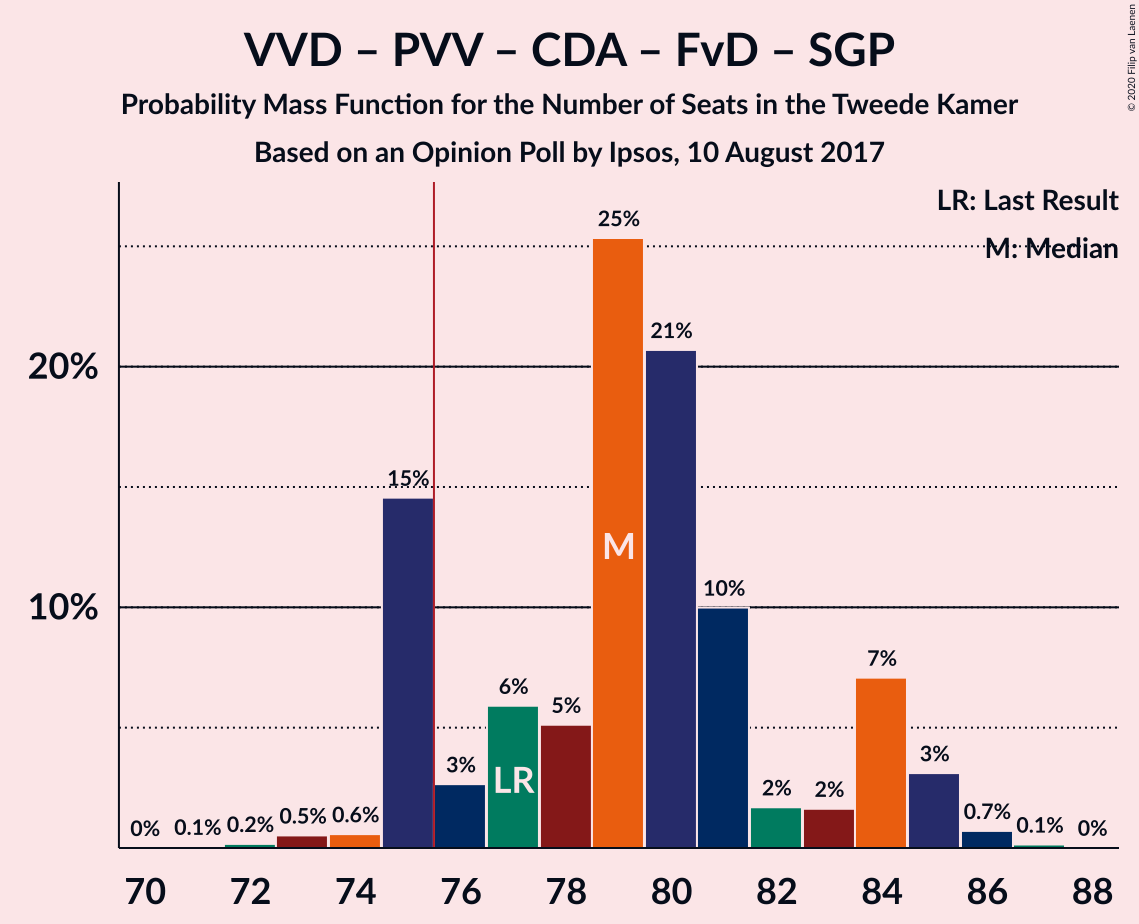 VVD – PVV – CDA – FvD – SGP
Probability Mass Function for the Number of Seats in the Tweede Kamer
Based on an Opinion Poll by Ipsos, 10 August 2017
© 2020 Filip van Laenen
LR: Last Result
M: Median
20%
10%
0%
0.1%
0.2%
0.5%
0.6%
15%
3%
6%
5%
25%
21%
10%
2%
2%
7%
3%
0.7%
0.1%
0%
LR
M
70 72 74 76 78 80 82 84 86 88